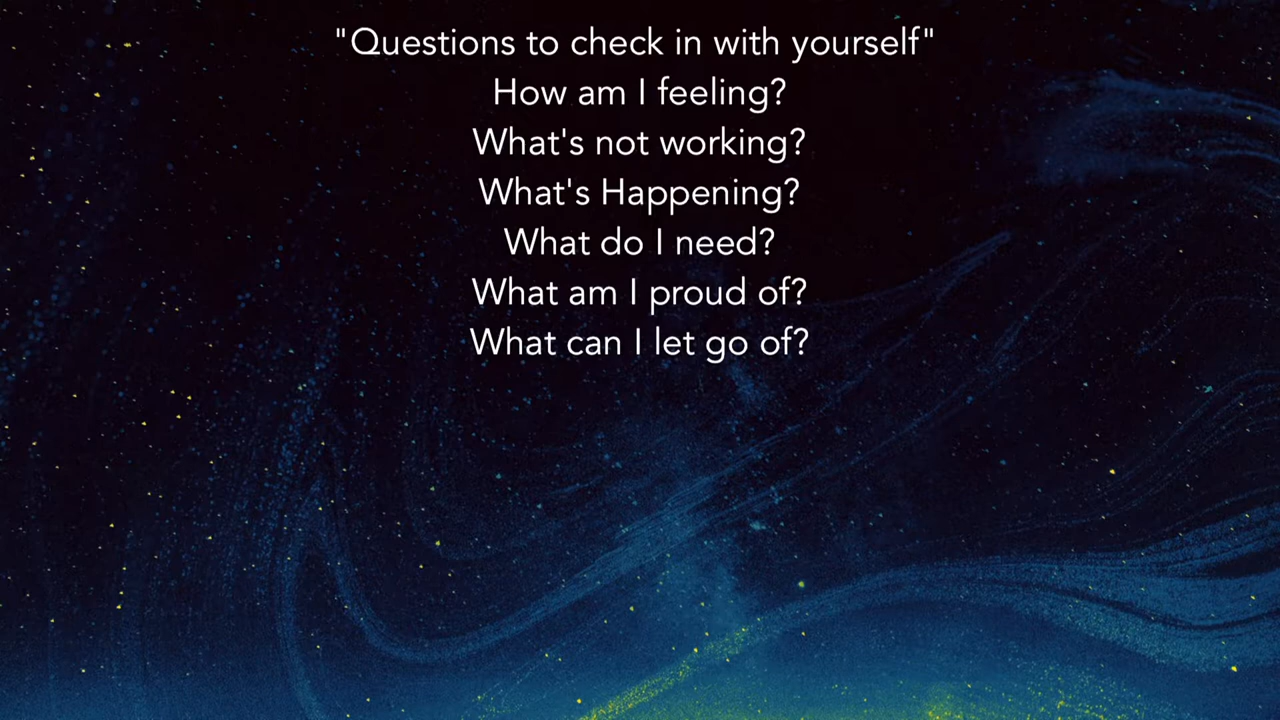 "Questions to check in with yourself"
How am I feeling?
What's not working?
What's Happening?
What do I need?
What am I proud of?
What can I let go of?